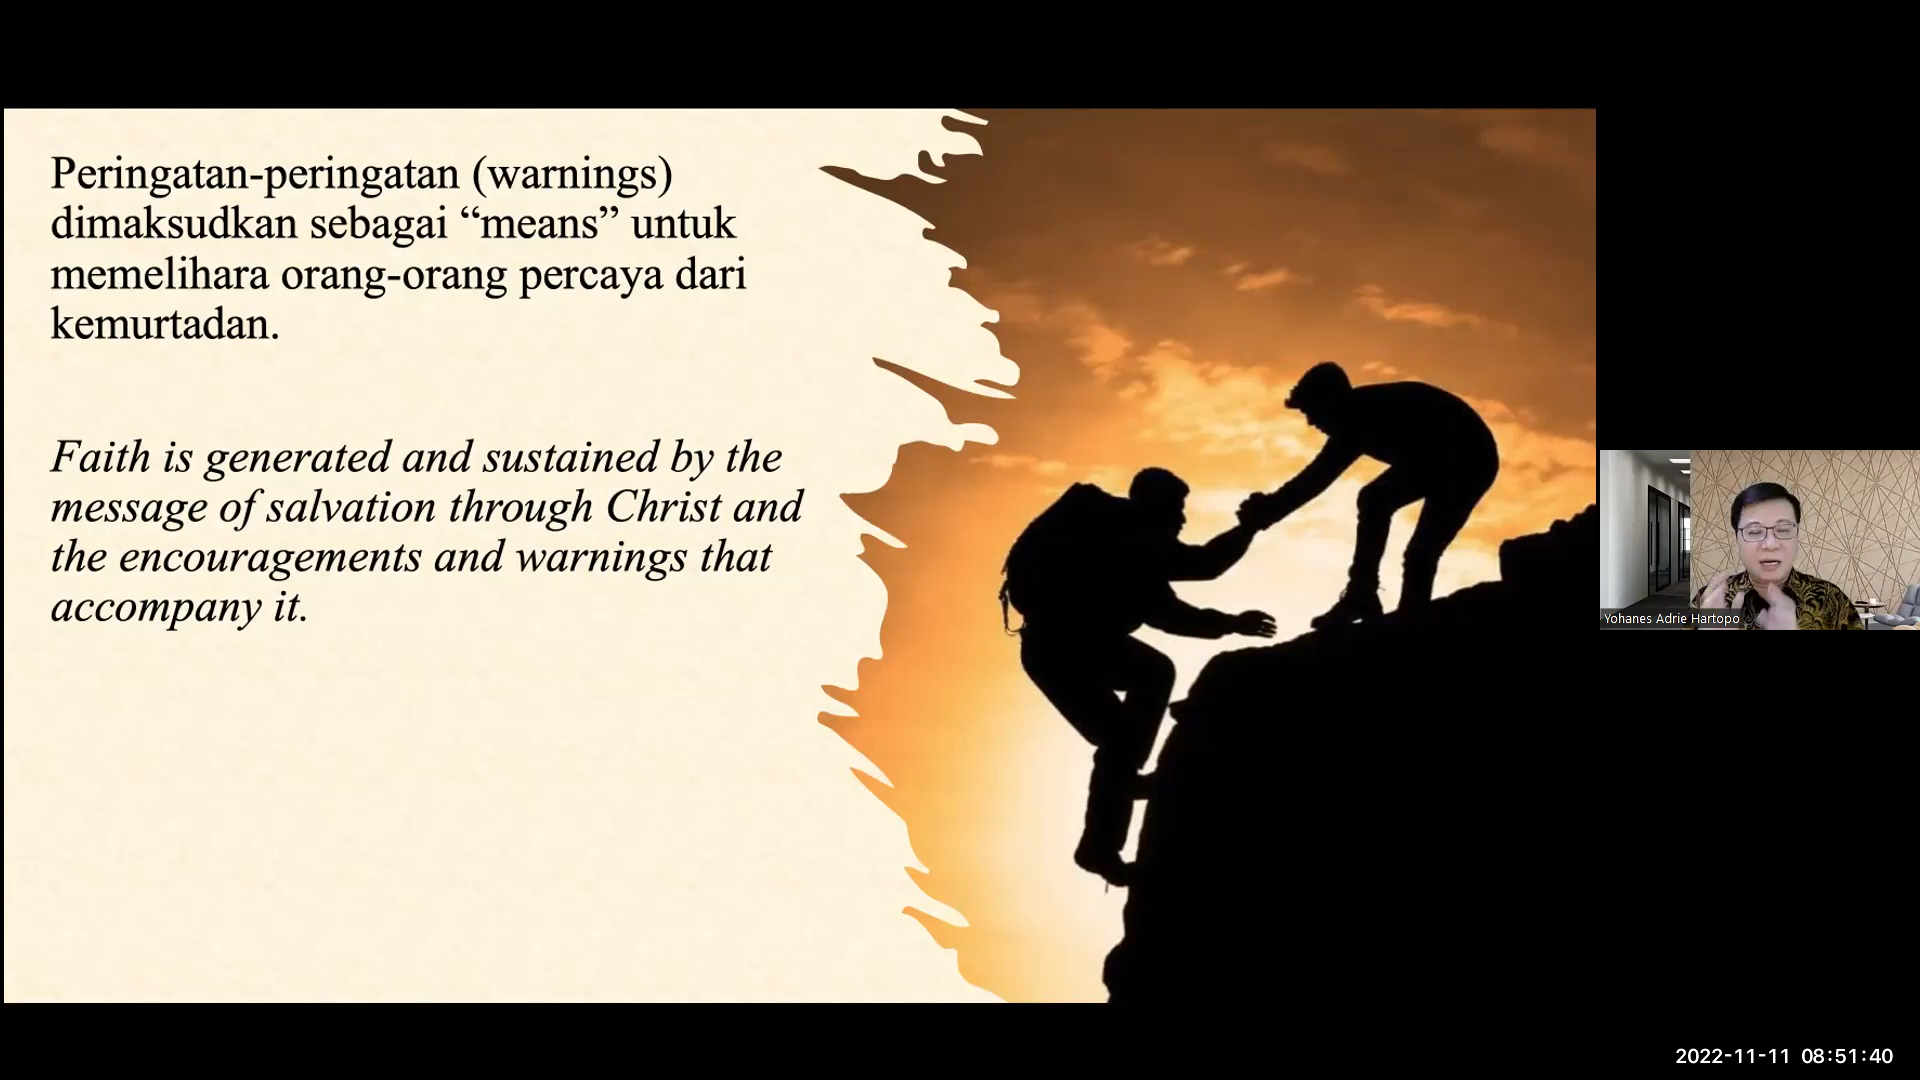 Peringatan-peringatan (warnings)
dimaksudkan sebagai “means” untuk
memelihara orang-orang percaya dari
kemurtadan.
Faith is generated and sustained by the
message of salvation through Christ and
the encouragements and warnings that
accompany it.
Yohanes Adrie Hartopo
2022-11-11 08:51:40